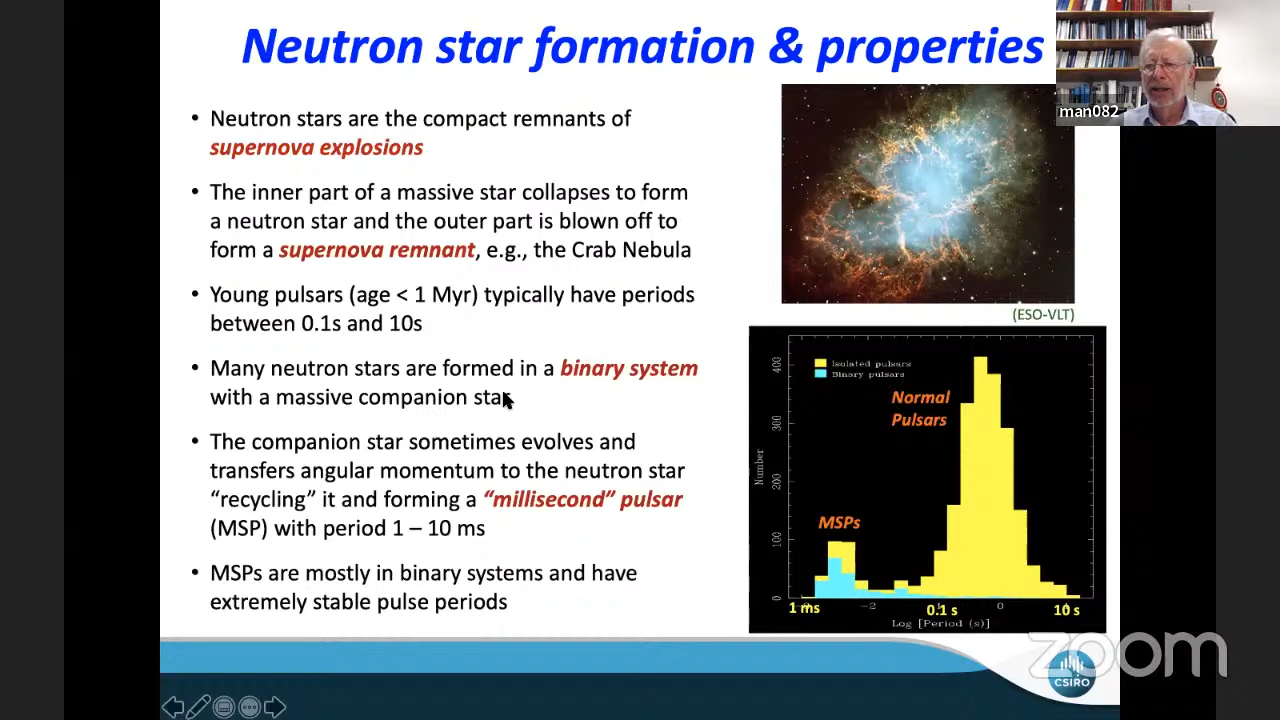 Neutron star formation & properties
man082
• Neutron stars are the compact remnants of
supernova explosions
• The inner part of a massive star collapses to form
a neutron star and the outer part is blown off to
form a supernova remnant, e.g., the Crab Nebula
• Young pulsars (age < 1 Myr) typically have periods
between 0.1s and 10s
• Many neutron stars are formed in a binary system
with a massive companion star
• The companion star sometimes evolves and
transfers angular momentum to the neutron star
“recycling” it and forming a “millisecond” pulsar
(MSP) with period 1 – 10 ms
• MSPs are mostly in binary systems and have
extremely stable pulse periods
(ESO-VLT)
Isolated pulsars
Binary pulsars
Normal
Pulsars
MSPs
Number
400
300
200
100
0
1 ms
−2
0.1 s
0
10 s
Log [Period (s)]
zoom
CSIRO